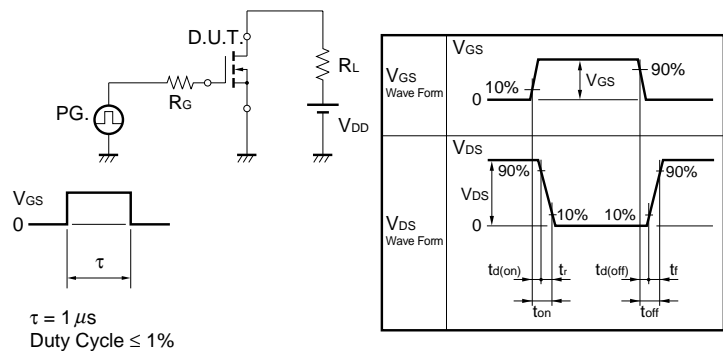 D.U.T.
RG
PG.
RL
VDD
VGS
0
τ
τ = 1 μs
Duty Cycle ≤ 1%
VGS
Wave Form
VGS
0
10%
VGS
90%
VDS
Wave Form
VDS
90%
90%
VDS
10%
10%
0
td(on)
tr
td(off)
tf
ton
toff